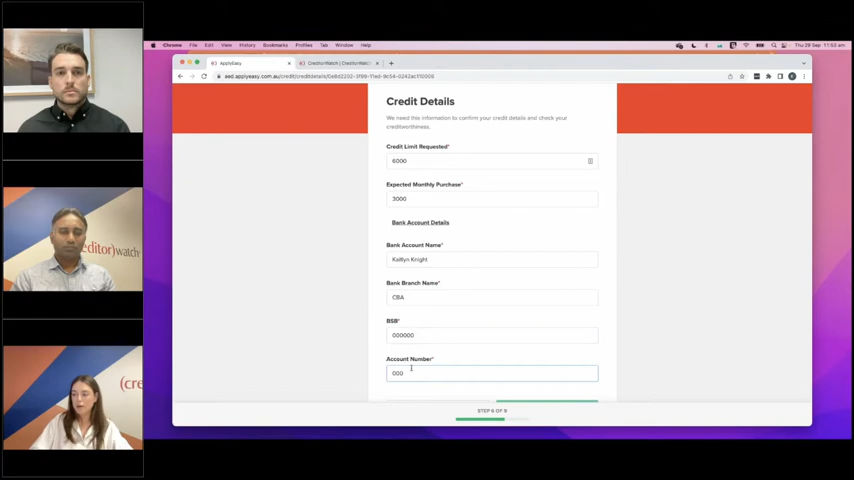 Chrome File Edit View History Bookmarks Profiles Tab Window Help
Thu 29 Sep 11:53 am
ApplyEasy
CreditorWatch | CreditorWatch
Credit Details
We need this information to confirm your credit details and check your
creditworthiness.
Credit Limit Requested*
6000
Expected Monthly Purchase*
3000
Bank Account Details
Bank Account Name*
Kaitlyn Knight
Bank Branch Name*
CBA
BSB*
000000
Account Number*
000
STEP 6 OF 9
editor)watch
(cre